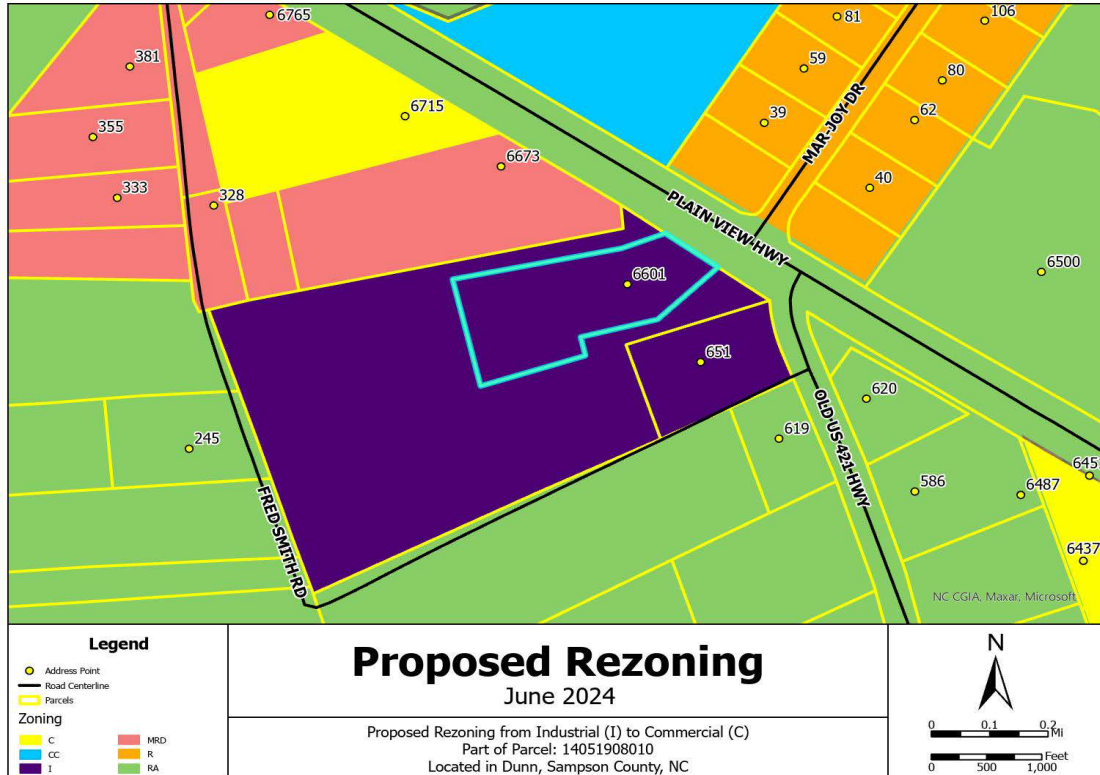 6765
81
106
381
59
80
6715
39
62
MAR-JOY-DR
355
6673
40
333
328
PLAIN-VIEW-HWY
6500
6601
651
620
619
OLD-US-421-HWY
245
645
586
6487
FRED-SMITH-RD
6437
NC CGIA, Maxar, Microsoft
Legend
Address Point
Road Centerline
Parcels
Zoning
C
CC
I
MRD
R
RA
Proposed Rezoning
June 2024
Proposed Rezoning from Industrial (I) to Commercial (C)
Part of Parcel: 14051908010
Located in Dunn, Sampson County, NC
N
0 0.1 0.2
Mi
Feet
0 500 1,000